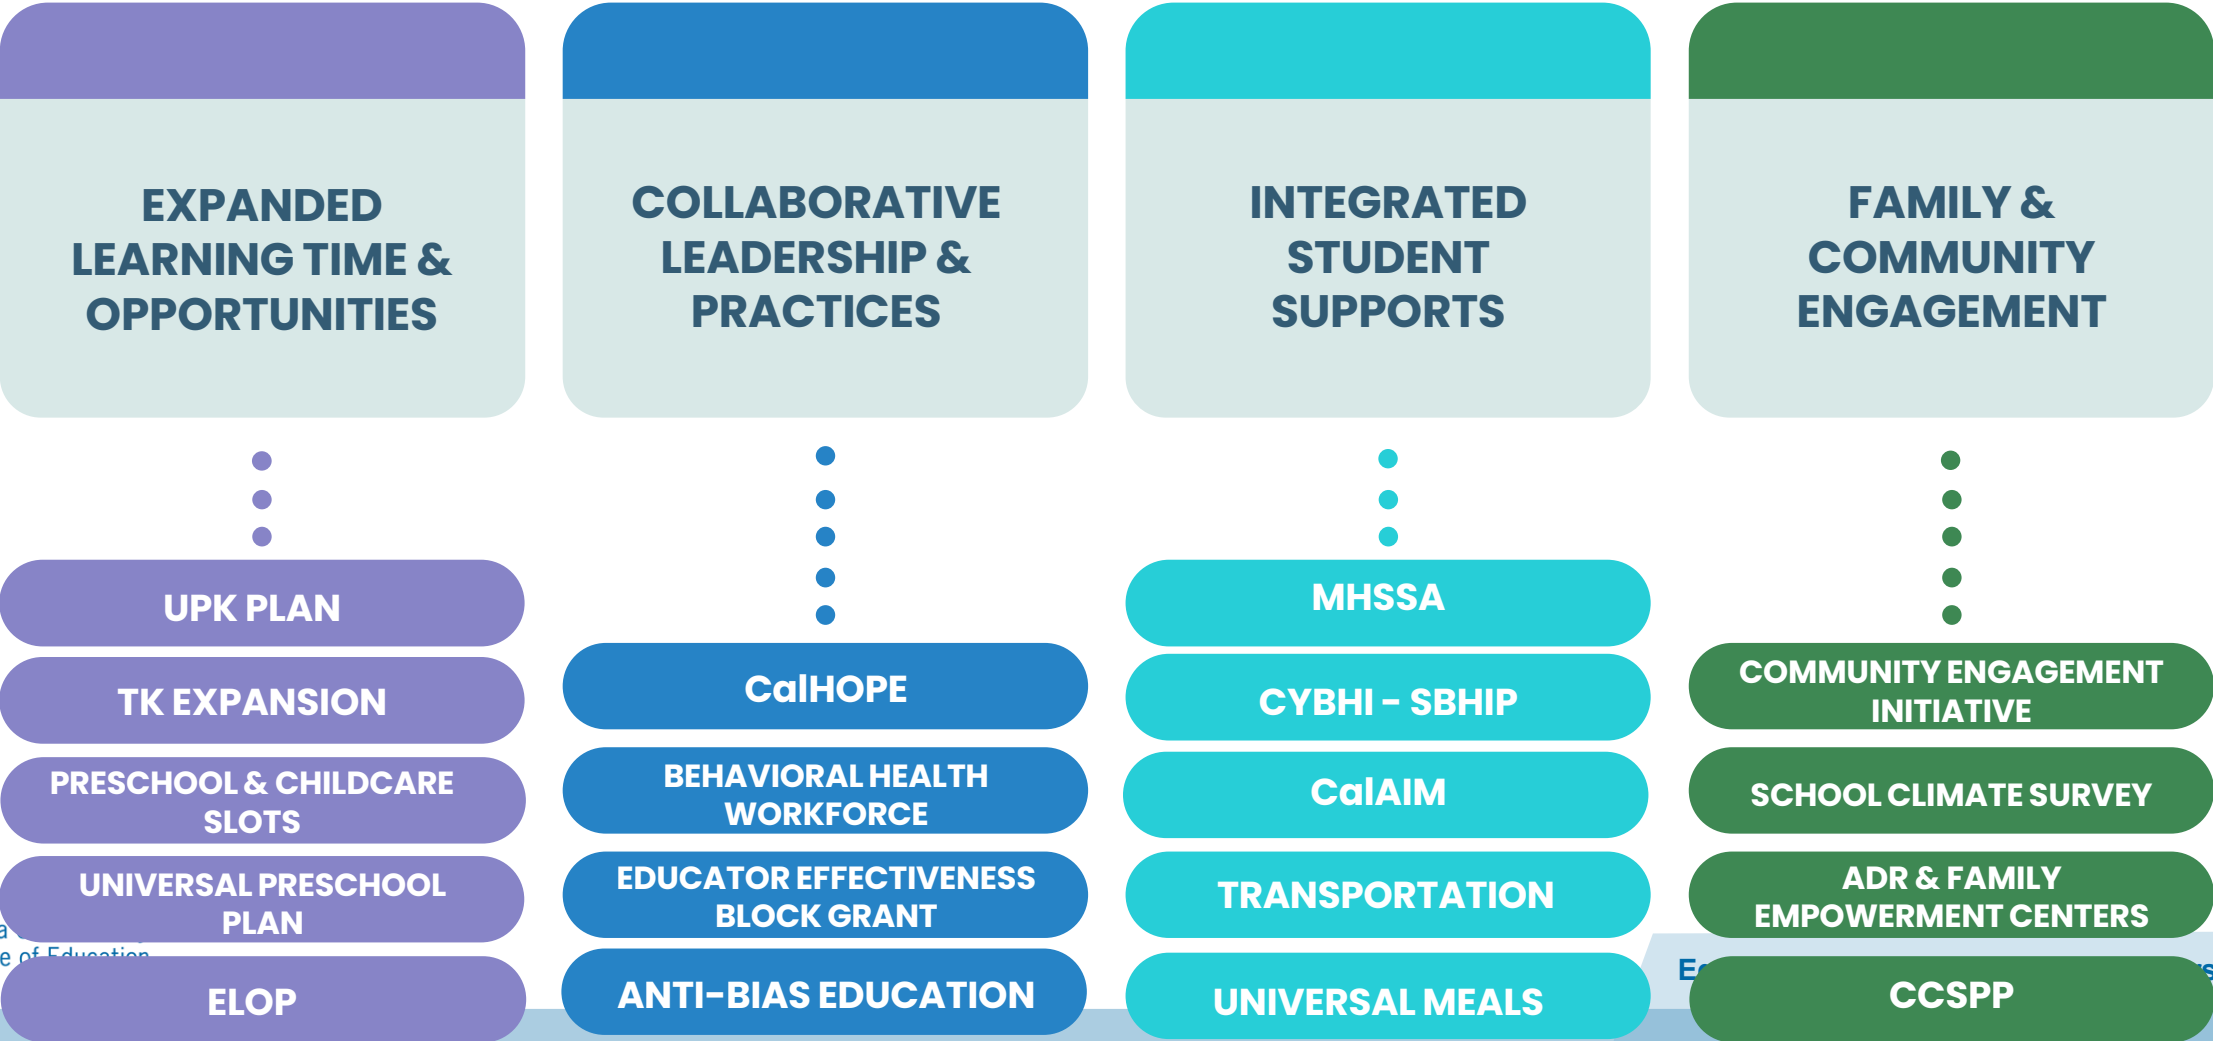 EXPANDED
LEARNING TIME &
OPPORTUNITIES
UPK PLAN
TK EXPANSION
PRESCHOOL & CHILDCARE
SLOTS
UNIVERSAL PRESCHOOL
PLAN
ELOP
COLLABORATIVE
LEADERSHIP &
PRACTICES
CalHOPE
BEHAVIORAL HEALTH
WORKFORCE
EDUCATOR EFFECTIVENESS
BLOCK GRANT
ANTI-BIAS EDUCATION
INTEGRATED
STUDENT
SUPPORTS
MHSSA
CYBHI - SBHIP
CalAIM
TRANSPORTATION
UNIVERSAL MEALS
FAMILY &
COMMUNITY
ENGAGEMENT
COMMUNITY ENGAGEMENT
INITIATIVE
SCHOOL CLIMATE SURVEY
ADR & FAMILY
EMPOWERMENT CENTERS
CCSPP
of Education